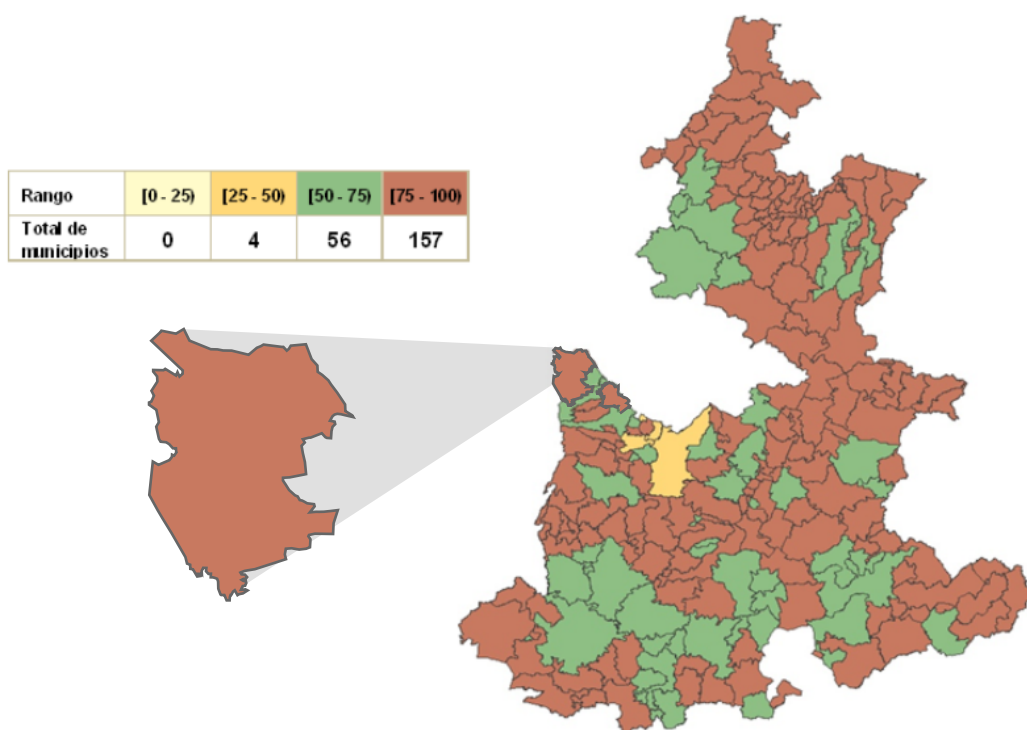 Rango [0 - 25) [25 - 50) [50 - 75) [75 - 100)
Total de
municipios 0 4 56 157